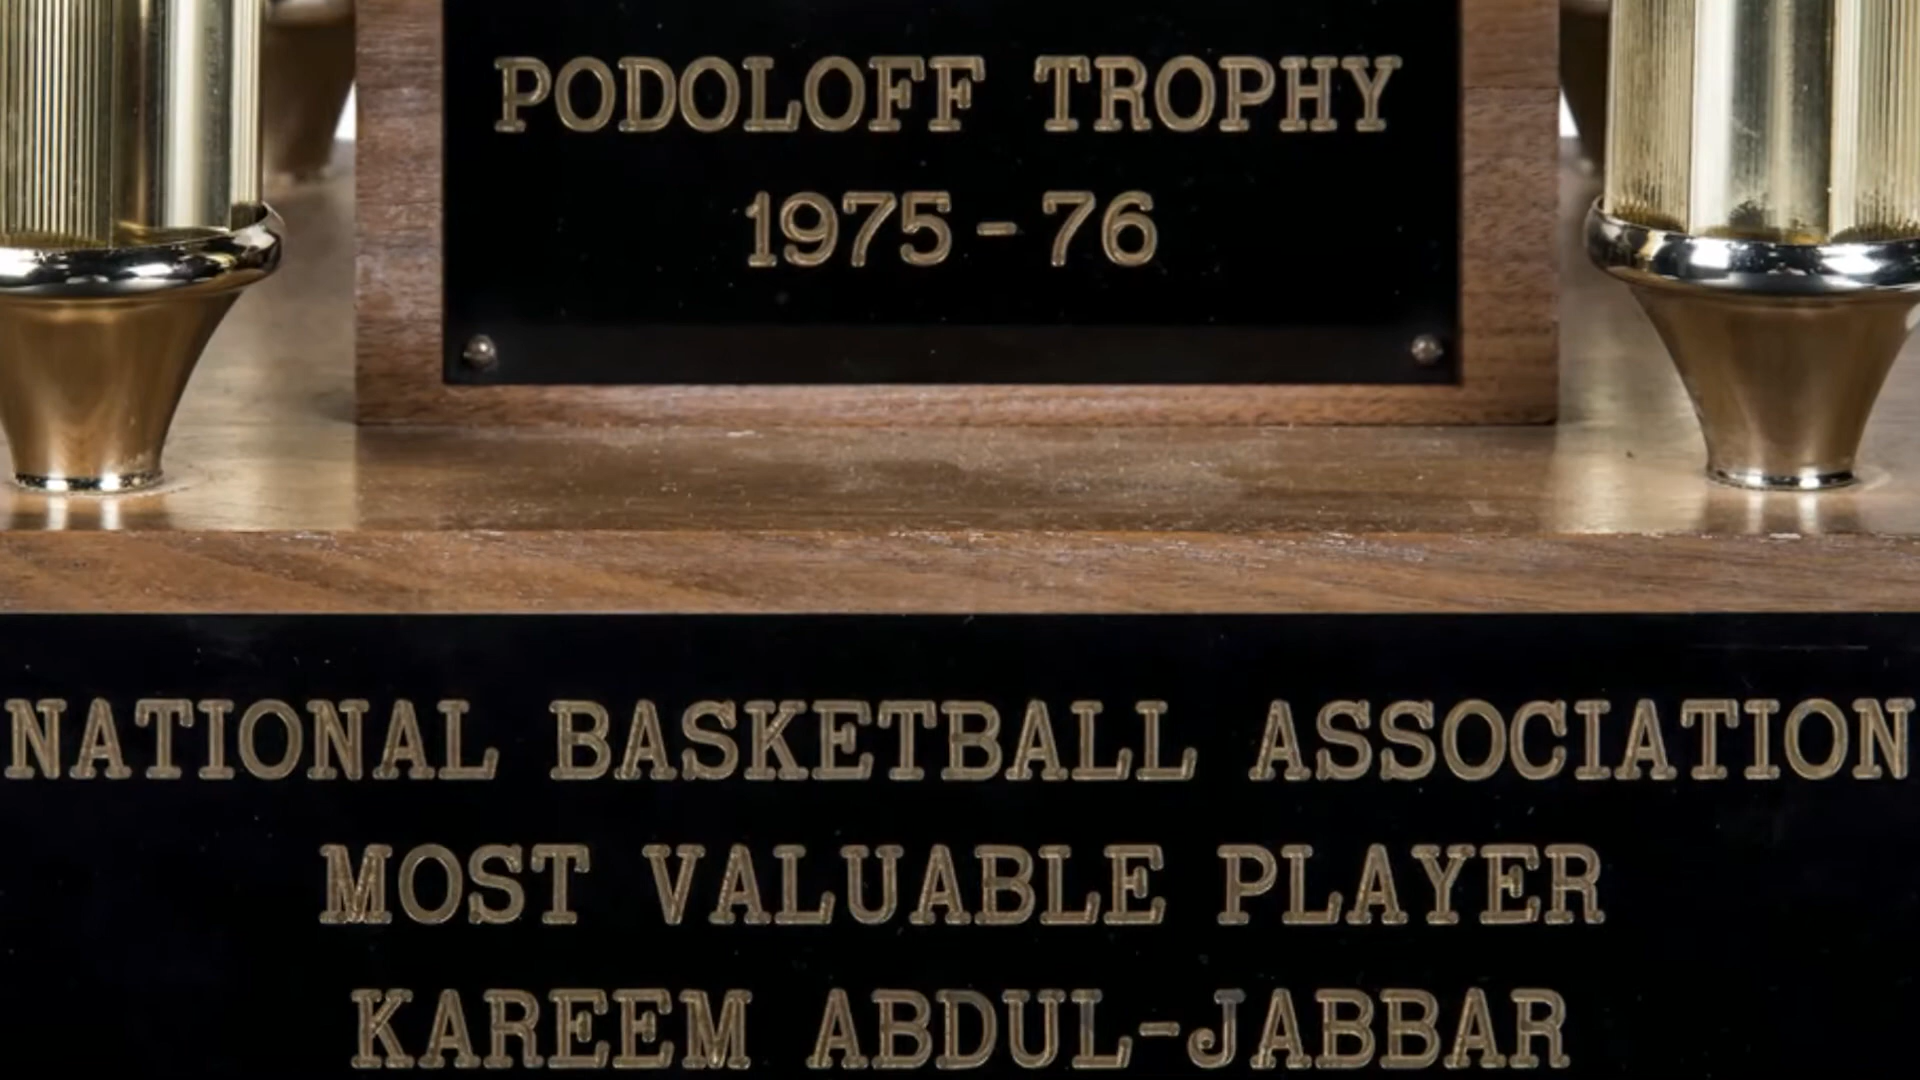 PODOLOFF TROPHY
1975-76
NATIONAL BASKETBALL ASSOCIATION
MOST VALUABLE PLAYER
KAREEM ABDUL-JABBAR